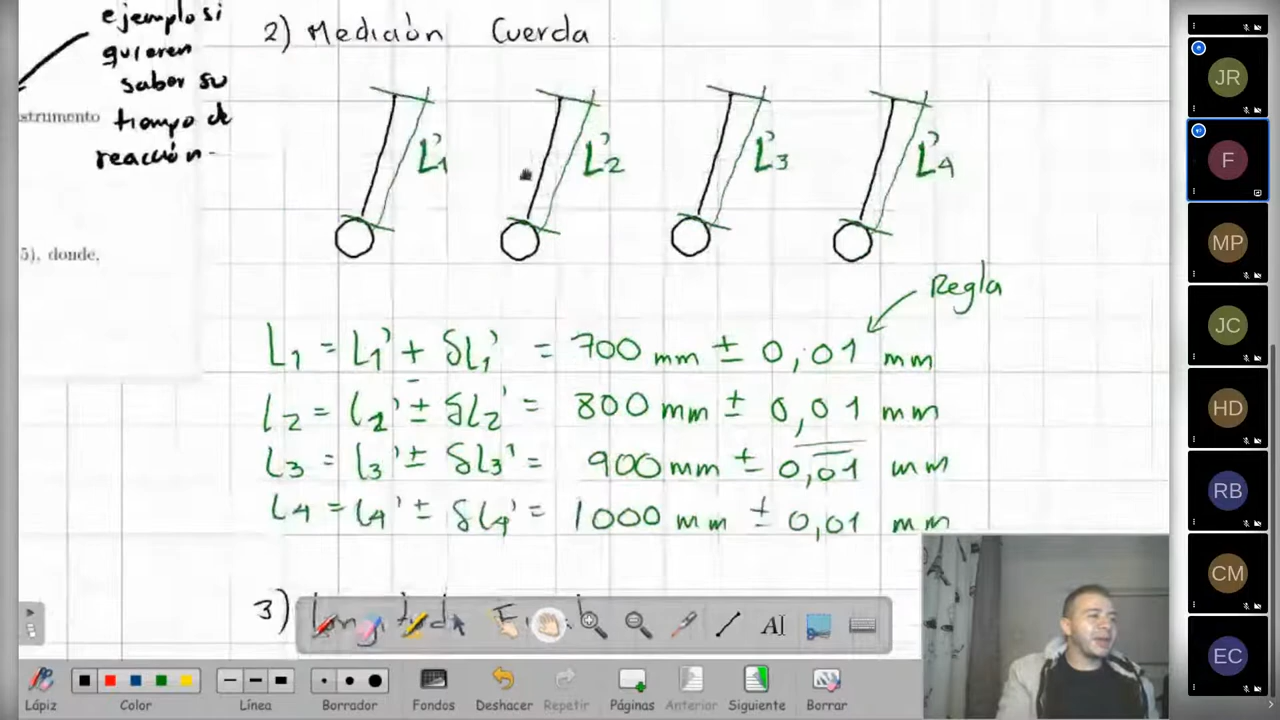 ejemplo si
quieren
saber su
tiempo de
reacción
strumento
5), donde,
2) Medición Cuerda
L'1 L'2 L'3 L'4
Regla
L1 = L1' ± δL1' = 700 mm ± 0,01 mm
L2 = L2' ± δL2' = 800 mm ± 0,01 mm
L3 = L3' ± δL3' = 900 mm ± 0,01 mm
L4 = L4' ± δL4' = 1000 mm ± 0,01 mm
3)
Lápiz
Color
Línea
Borrador
Fondos
Deshacer
Repetir
Páginas
Anterior
Siguiente
Borrar
AI
JR
F
MP
JC
HD
RB
CM
EC